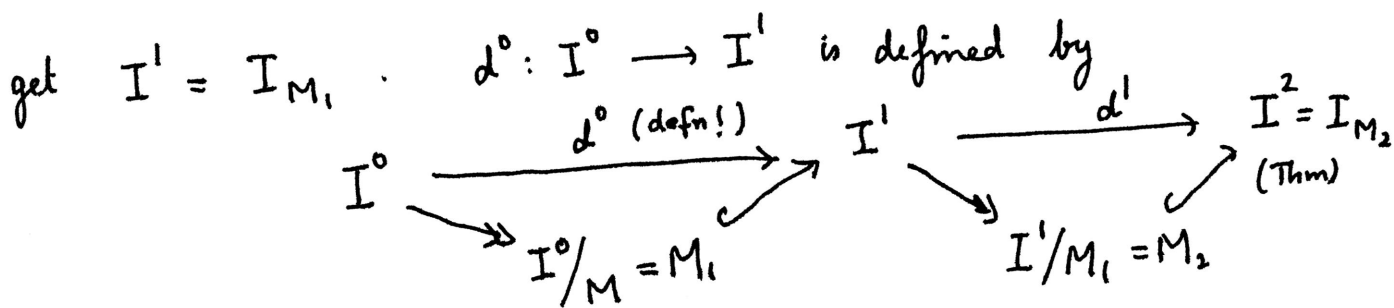 get I¹ = I_{M₁} . d⁰ : I⁰ → I¹ is defined by
I⁰ d⁰ (defn!) I¹ d¹ I² = I_{M₂}
(Thm)
I⁰/M = M₁ I¹/M₁ = M₂